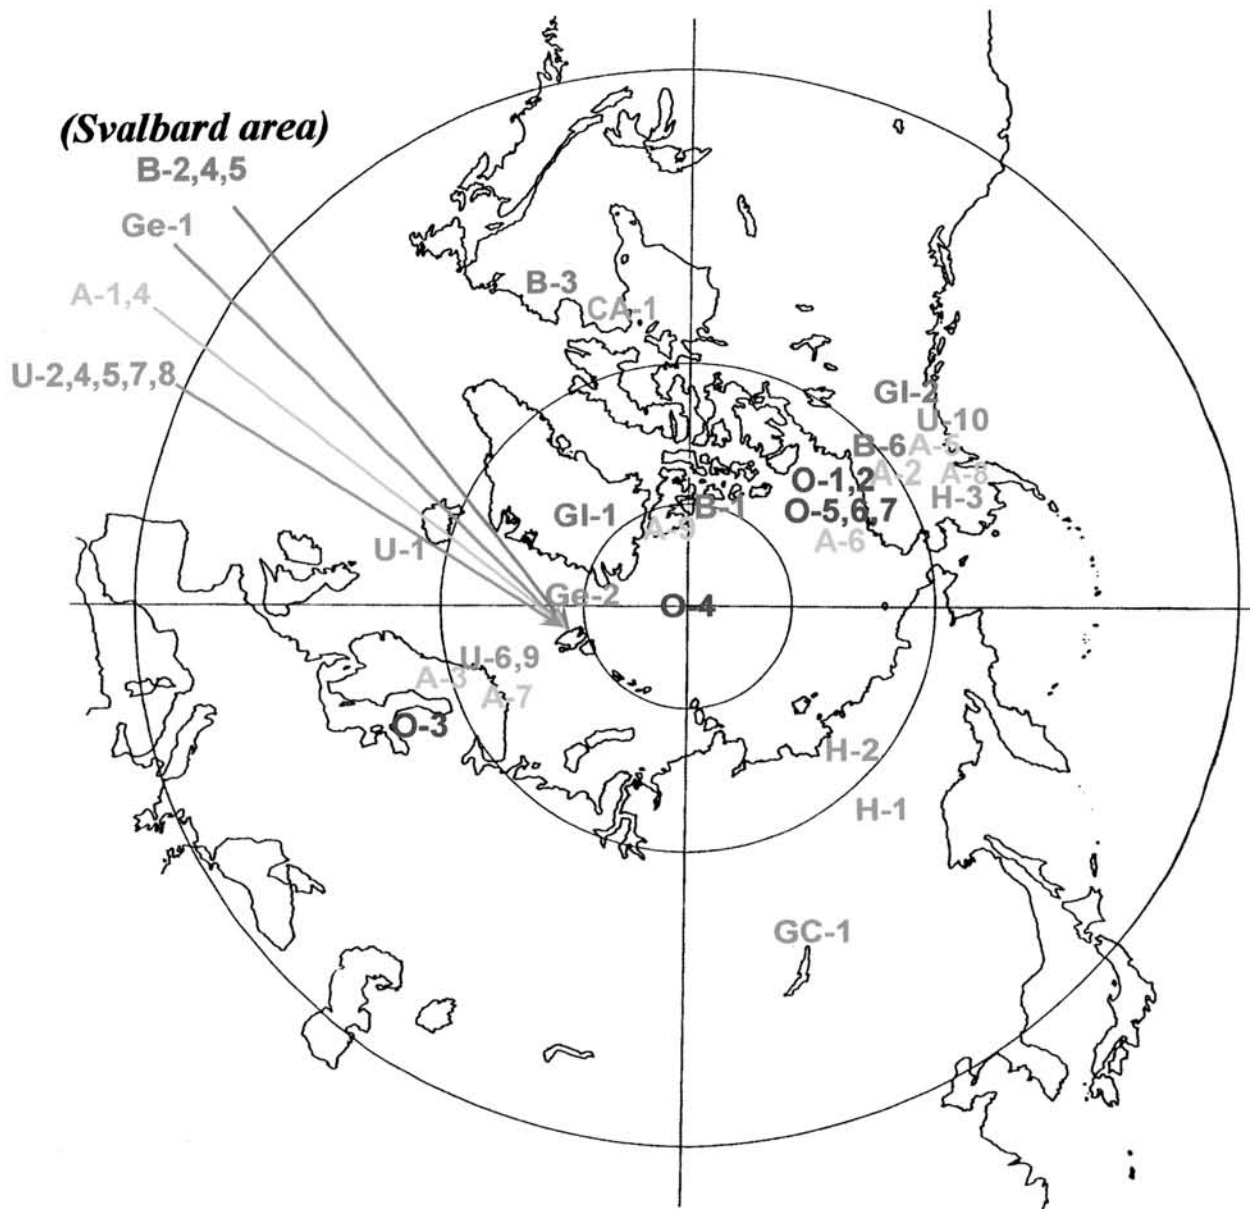 (Svalbard area)
B-2,4,5
Ge-1
A-1,4
U-2,4,5,7,8
B-3
CA-1
GI-2
U-10
B-6
A-5
O-1,2
A-2
A-8
H-3
O-5,6,7
B-1
GI-1
A-9
A-6
U-1
Ge-2
O-4
U-6,9
A-3
A-7
O-3
H-2
H-1
GC-1